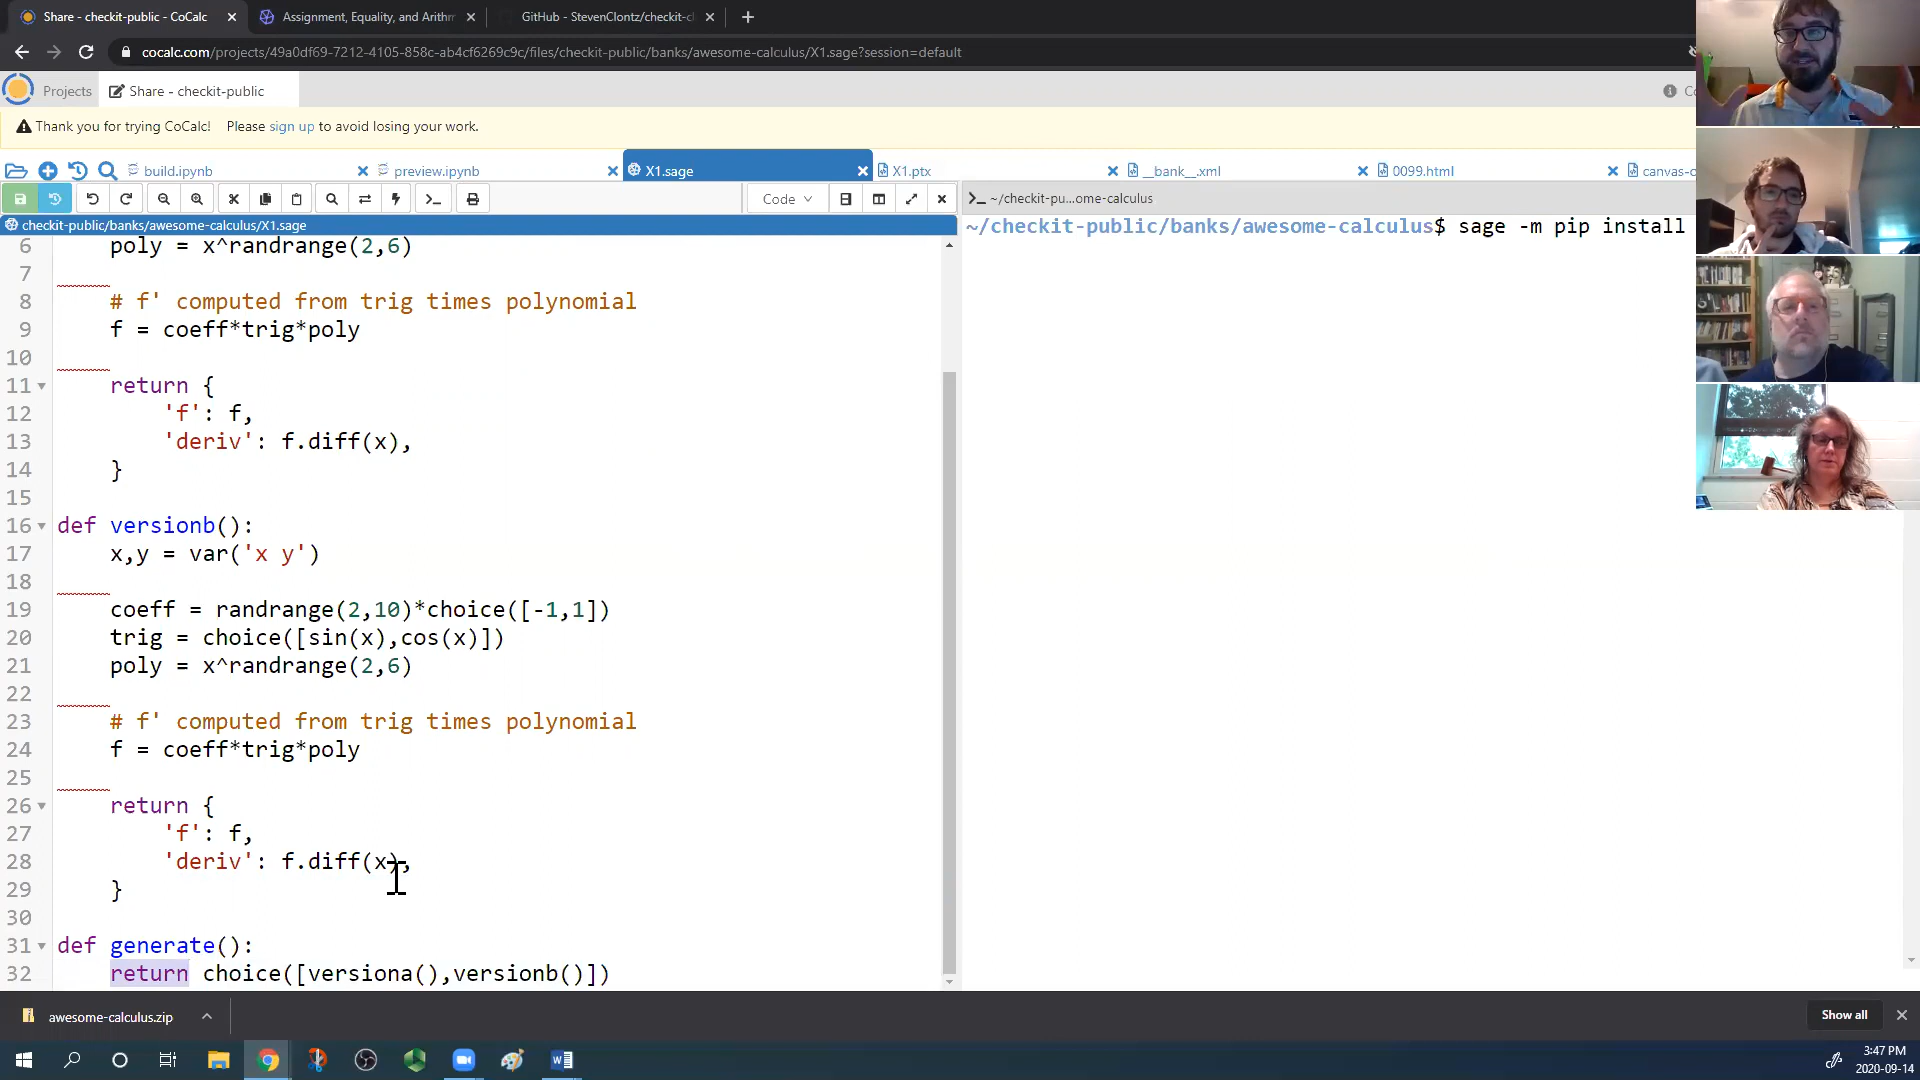 Share - checkit-public - CoCalc
Assignment, Equality, and Arithm
GitHub - StevenClontz/checkit-c
cocalc.com/projects/49a0df69-7212-4105-858c-ab4cf6269c9c/files/checkit-public/banks/awesome-calculus/X1.sage?session=default
Projects
Share - checkit-public
Thank you for trying CoCalc! Please sign up to avoid losing your work.
build.ipynb
preview.ipynb
X1.sage
X1.ptx
__bank__.xml
0099.html
canvas-o
Code
~/checkit-pu...ome-calculus
checkit-public/banks/awesome-calculus/X1.sage
~/checkit-public/banks/awesome-calculus$ sage -m pip install
6 poly = x^randrange(2,6)
7
8 # f' computed from trig times polynomial
9 f = coeff*trig*poly
10
11 return {
12 'f': f,
13 'deriv': f.diff(x),
14 }
15
16 def versionb():
17 x,y = var('x y')
18
19 coeff = randrange(2,10)*choice([-1,1])
20 trig = choice([sin(x),cos(x)])
21 poly = x^randrange(2,6)
22
23 # f' computed from trig times polynomial
24 f = coeff*trig*poly
25
26 return {
27 'f': f,
28 'deriv': f.diff(x),
29 }
30
31 def generate():
32 return choice([versiona(),versionb()])
awesome-calculus.zip
Show all
3:47 PM
2020-09-14